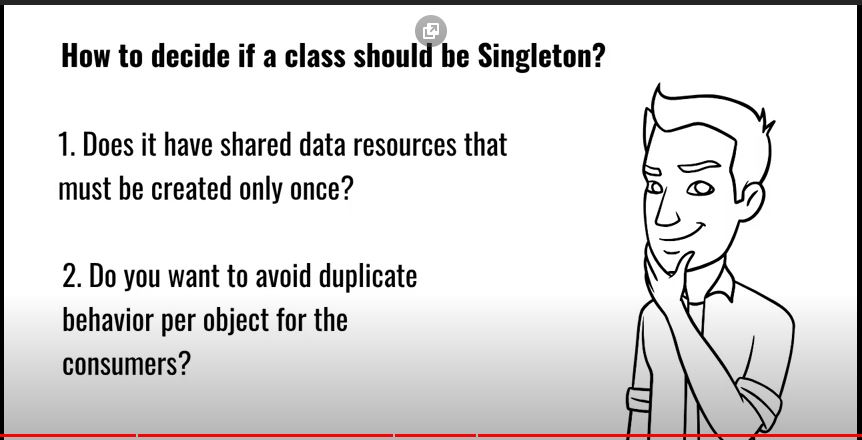 How to decide if a class should be Singleton?
1. Does it have shared data resources that
must be created only once?
2. Do you want to avoid duplicate
behavior per object for the
consumers?